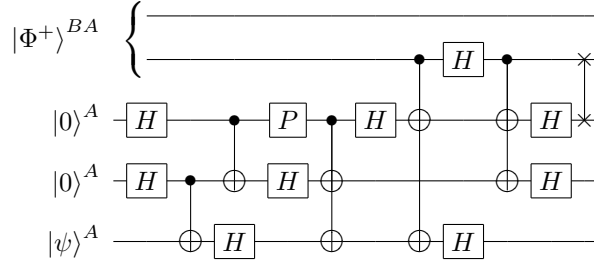 |Φ⁺⟩ᴮᴬ
H
|0⟩ᴬ H P H H
|0⟩ᴬ H H H
|ψ⟩ᴬ H H